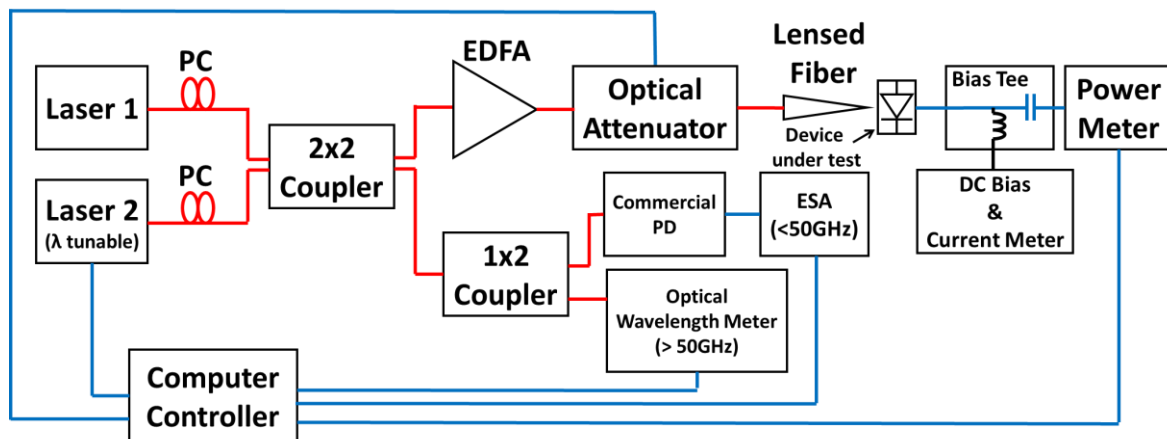 PC
Laser 1
PC
Laser 2
(λ tunable)
2x2
Coupler
EDFA
Optical
Attenuator
Lensed
Fiber
Device
under test
Bias Tee
Power
Meter
DC Bias
&
Current Meter
1x2
Coupler
Commercial
PD
ESA
(<50GHz)
Optical
Wavelength Meter
(> 50GHz)
Computer
Controller